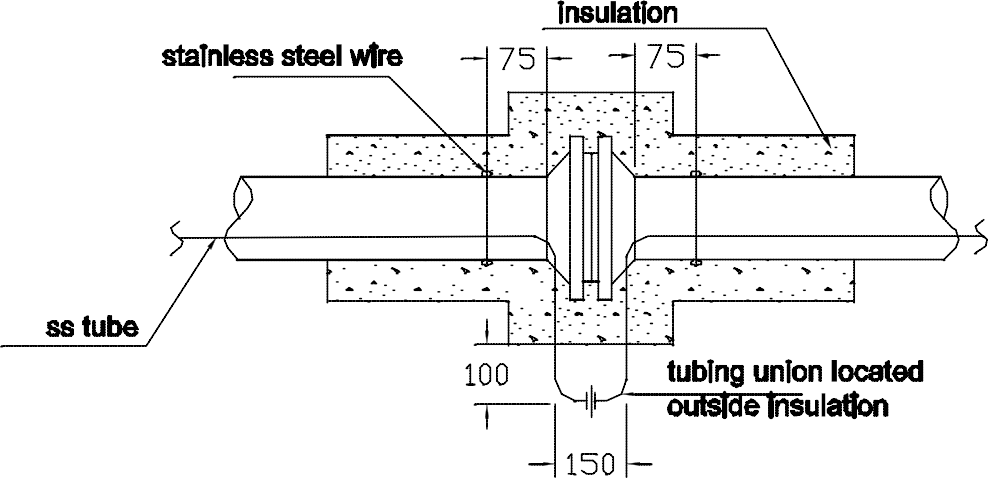 insulation
stainless steel wire
75
75
ss tube
100
tubing union located
outside insulation
150